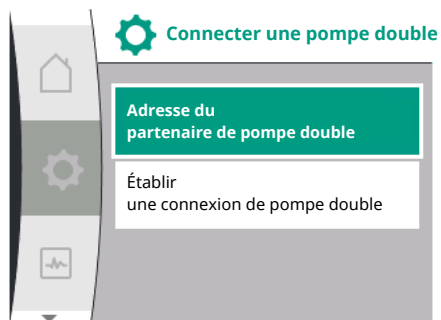 Connecter une pompe double
Adresse du
partenaire de pompe double
Établir
une connexion de pompe double